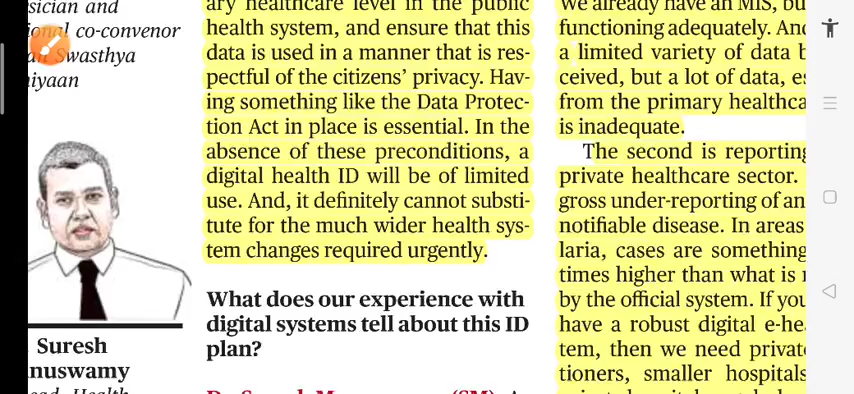 sician and
co-convenor
Swasthya
hiyaan
Suresh
nuswamy
ead, Health
ary healthcare level in the public
health system, and ensure that this
data is used in a manner that is res-
pectful of the citizens' privacy. Hav-
ing something like the Data Protec-
tion Act in place is essential. In the
absence of these preconditions, a
digital health ID will be of limited
use. And, it definitely cannot substi-
tute for the much wider health sys-
tem changes required urgently.
What does our experience with
digital systems tell about this ID
plan?
(SM)
We already have an MIS, bu
functioning adequately. And
a limited variety of data b
ceived, but a lot of data, es
from the primary healthca
is inadequate.
The second is reporting
private healthcare sector.
gross under-reporting of an
notifiable disease. In areas
laria, cases are something
times higher than what is
by the official system. If you
have a robust digital e-he
tem, then we need privat
tioners, smaller hospitals